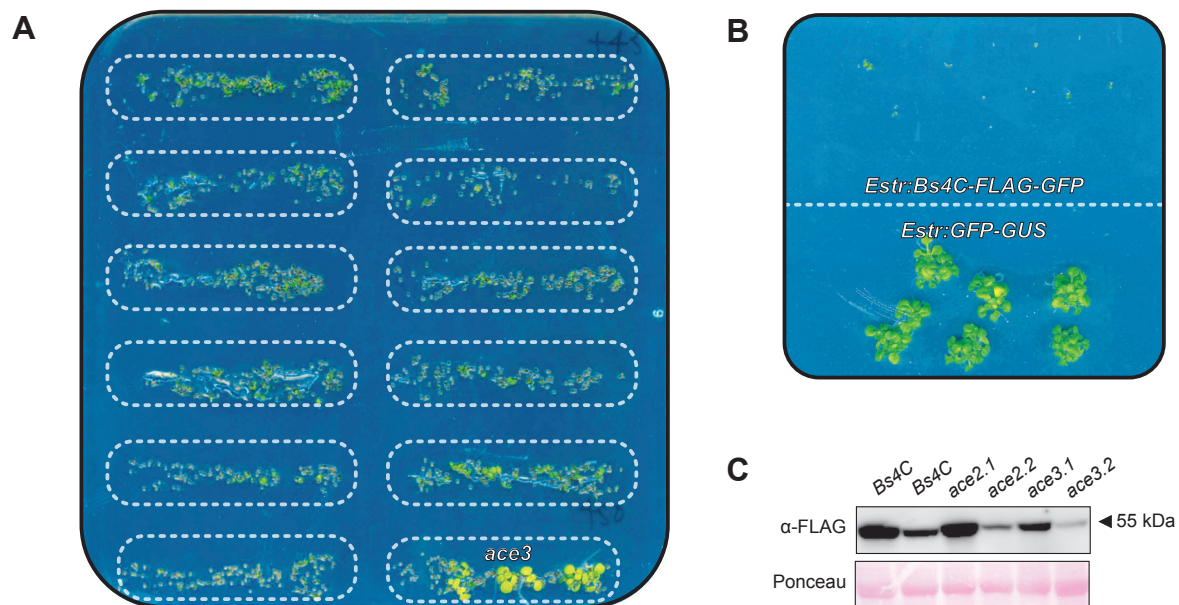 A
ace3
B
Estr:Bs4C-FLAG-GFP
Estr:GFP-GUS
C
Bs4C Bs4C ace2.1 ace2.2 ace3.1 ace3.2
α-FLAG ◄ 55 kDa
Ponceau